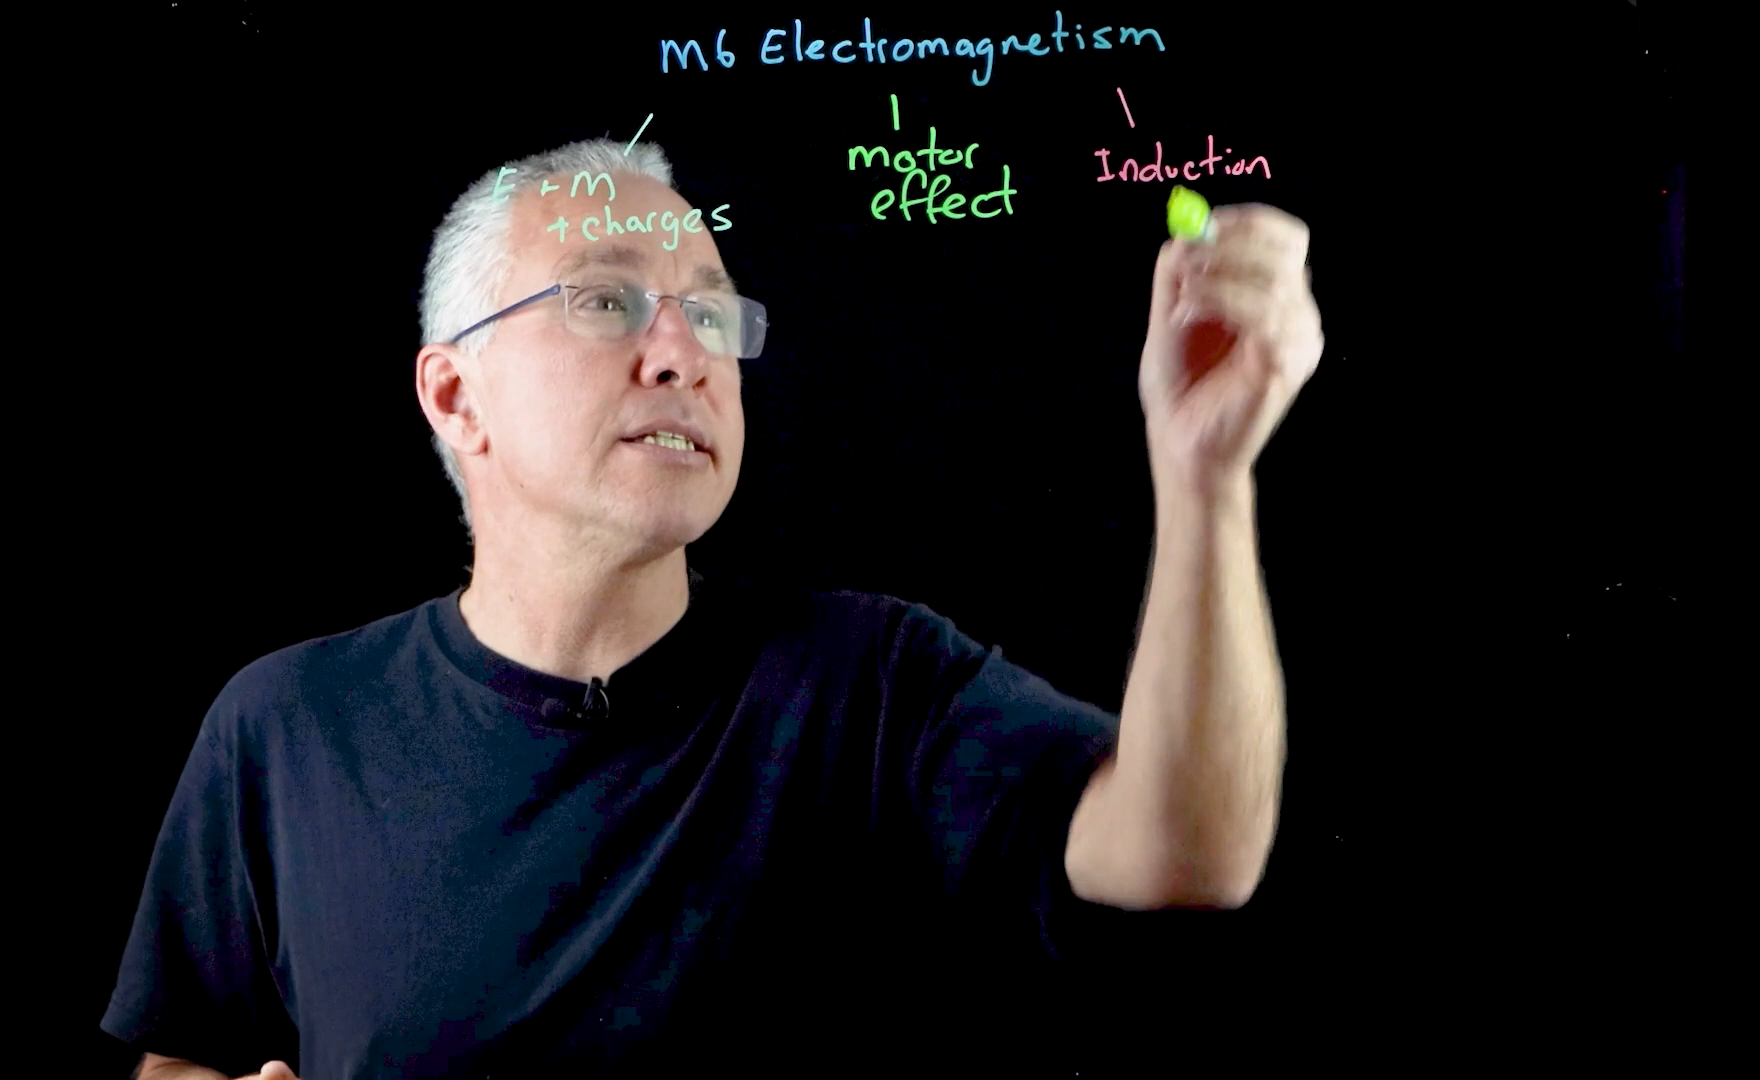 M6 Electromagnetism
E + M
+ charges
motor
effect
Induction